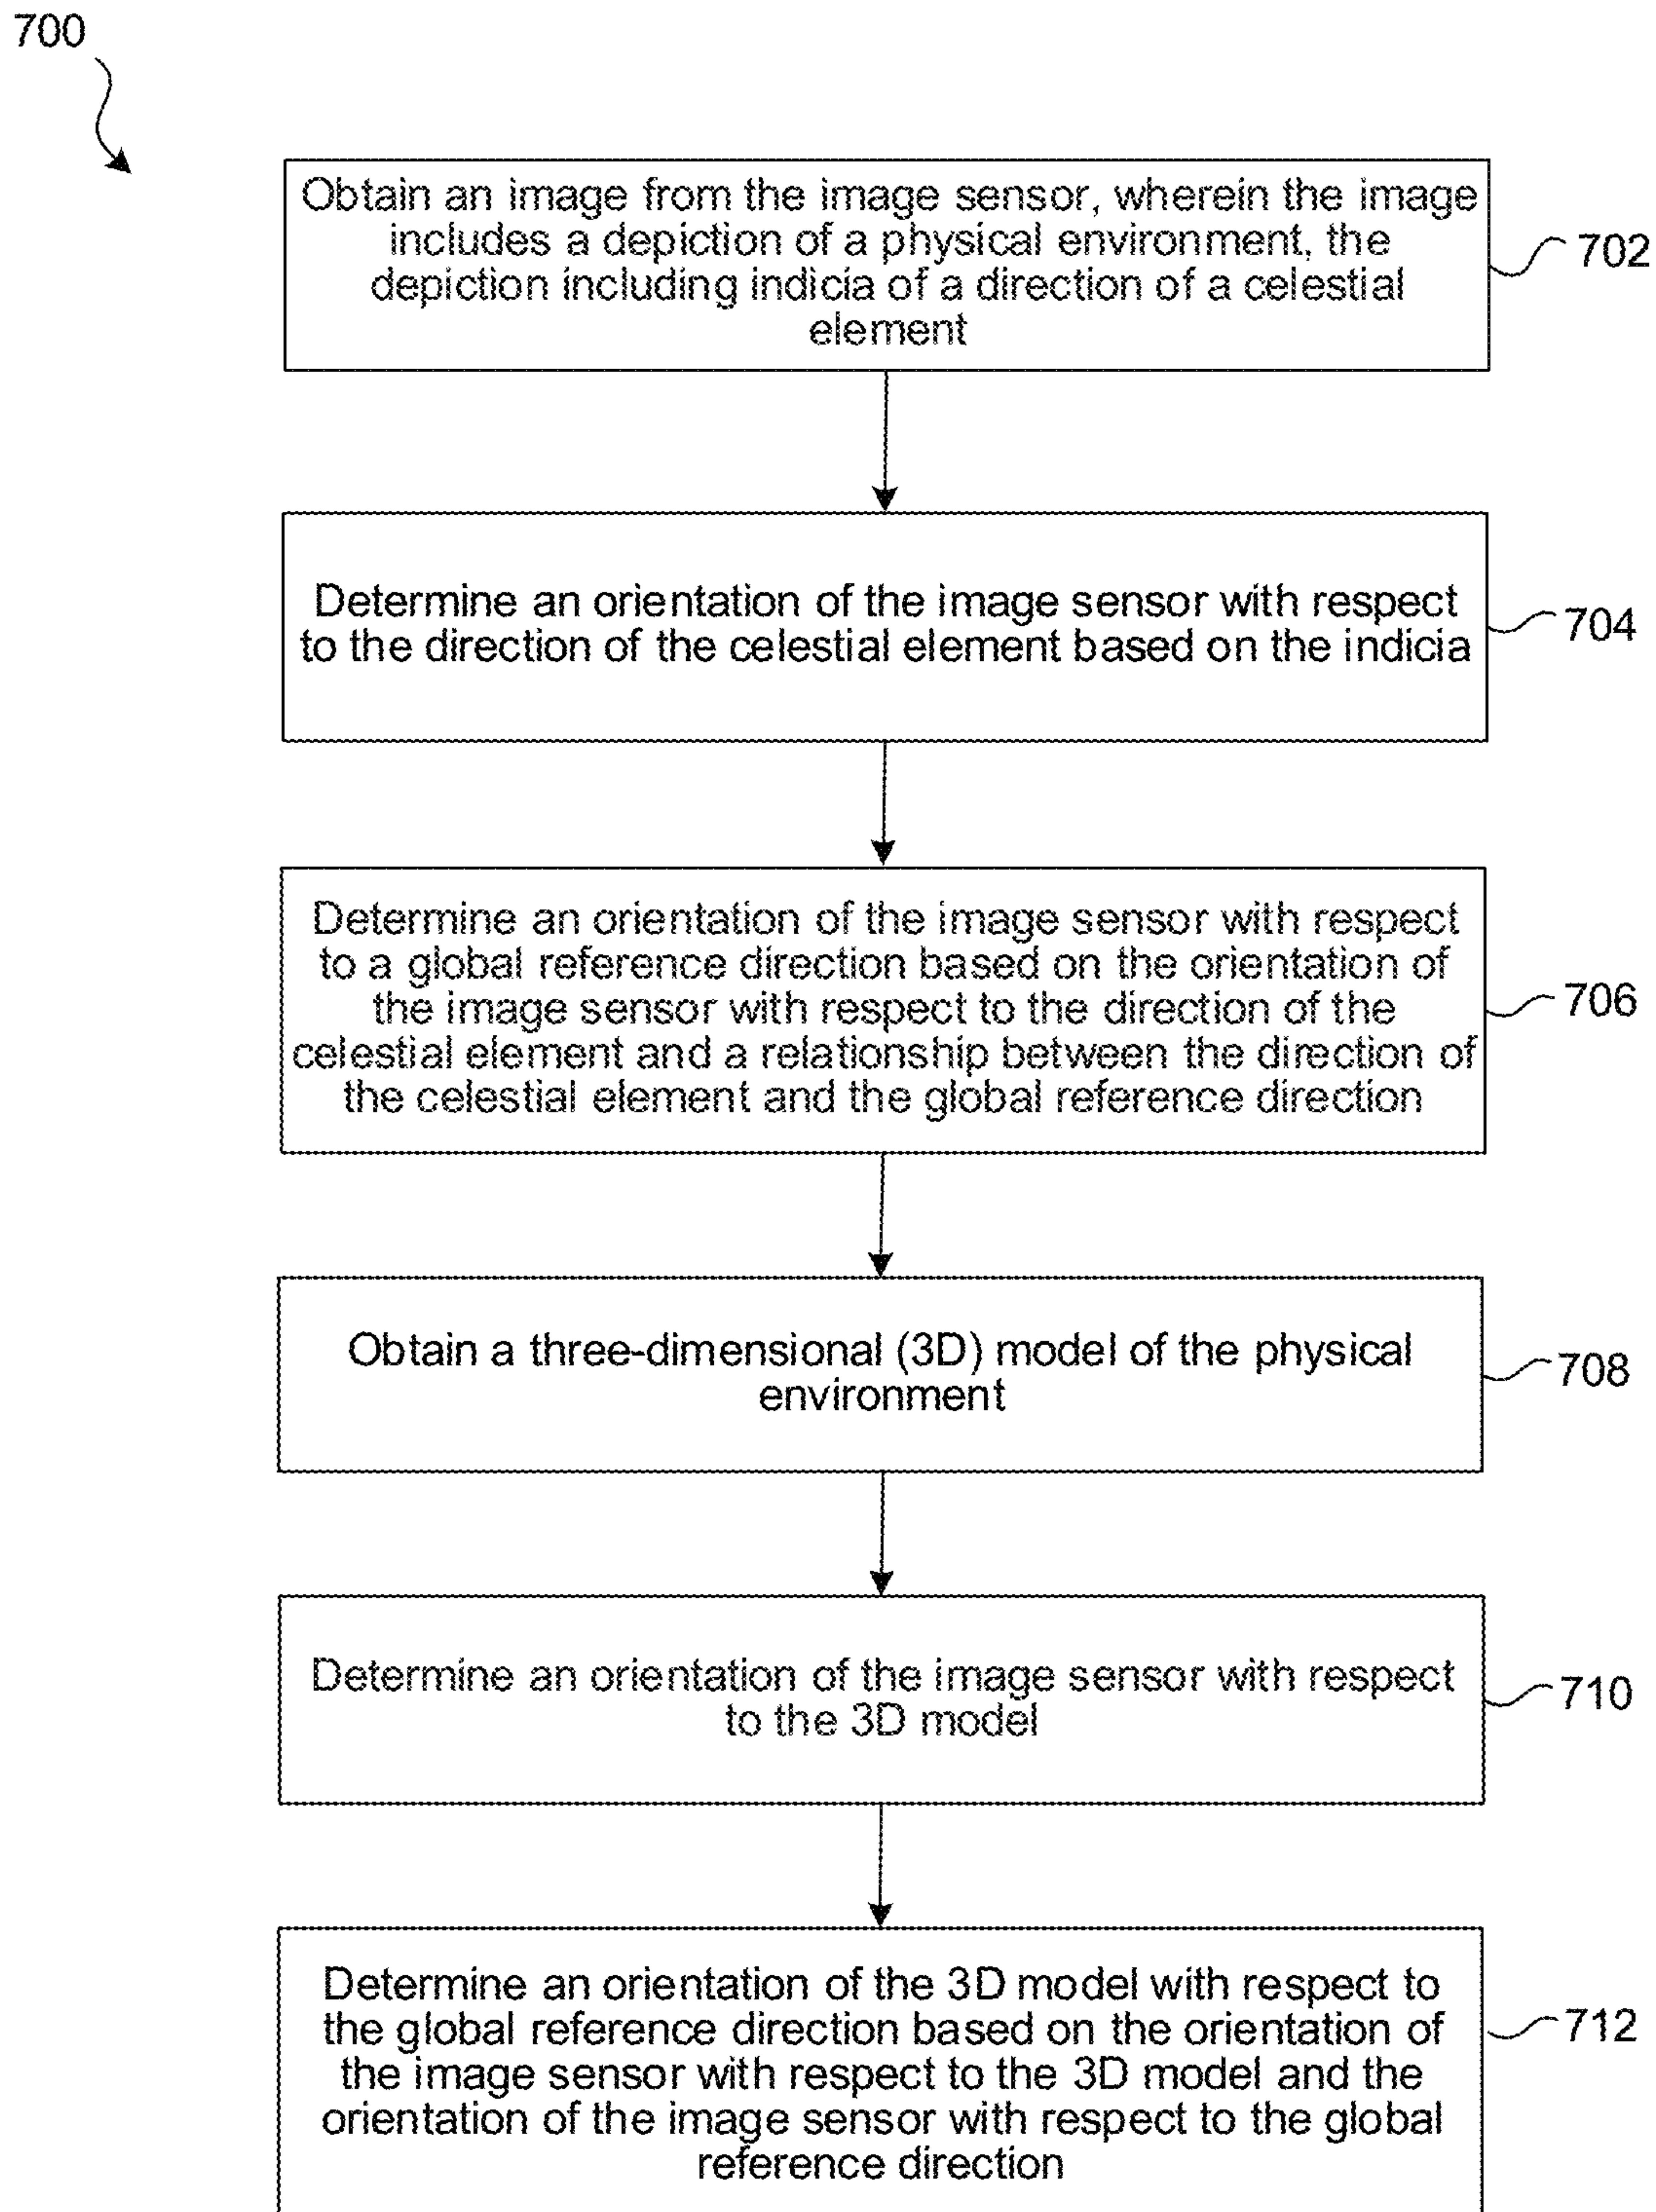 700
Obtain an image from the image sensor, wherein the image
includes a depiction of a physical environment, the
depiction including indicia of a direction of a celestial
element
702
Determine an orientation of the image sensor with respect
to the direction of the celestial element based on the indicia
704
Determine an orientation of the image sensor with respect
to a global reference direction based on the orientation of
the image sensor with respect to the direction of the
celestial element and a relationship between the direction of
the celestial element and the global reference direction
706
Obtain a three-dimensional (3D) model of the physical
environment
708
Determine an orientation of the image sensor with respect
to the 3D model
710
Determine an orientation of the 3D model with respect to
the global reference direction based on the orientation of
the image sensor with respect to the 3D model and the
orientation of the image sensor with respect to the global
reference direction
712